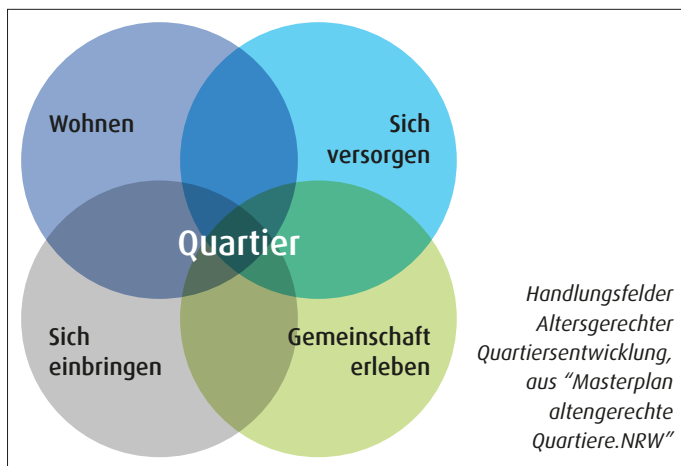 Wohnen
Sich
versorgen
Quartier
Sich
einbringen
Gemeinschaft
erleben
Handlungsfelder
Altersgerechter
Quartiersentwicklung,
aus “Masterplan
altengerechte
Quartiere.NRW”